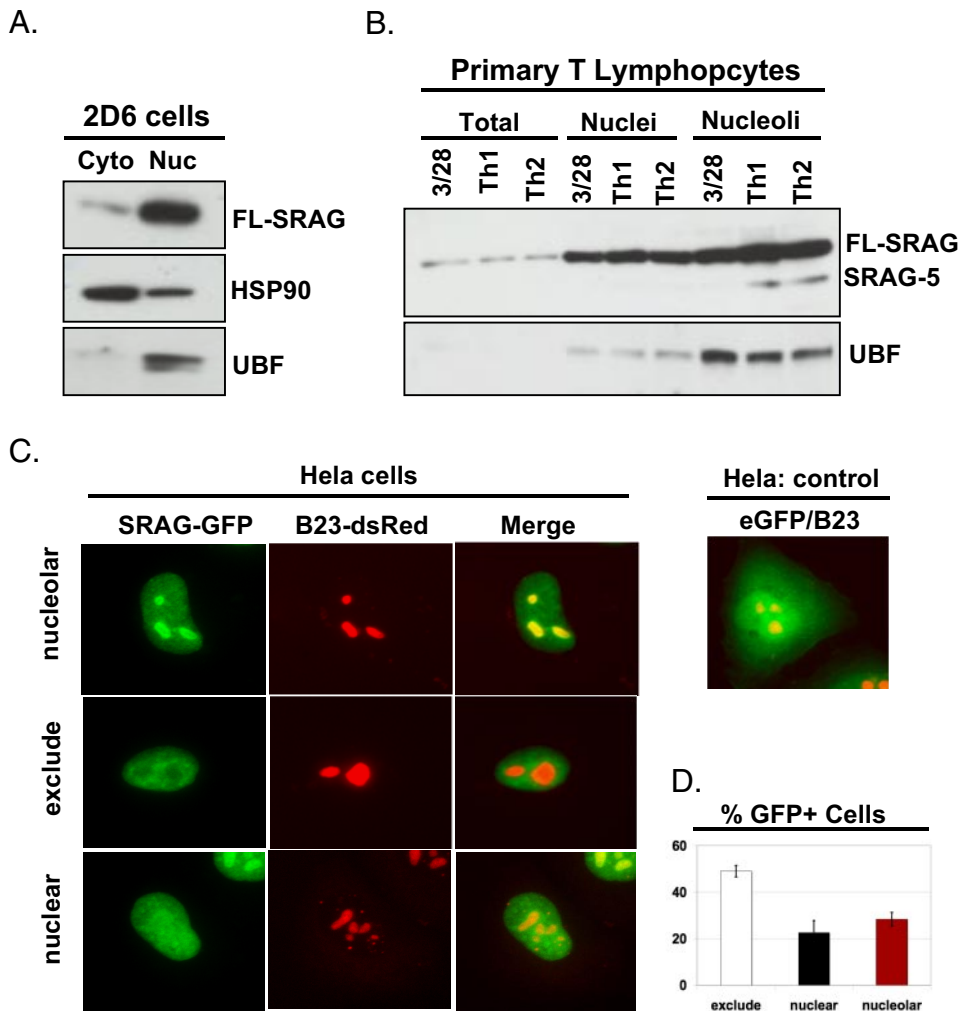 A.
2D6 cells
Cyto Nuc
FL-SRAG
HSP90
UBF
B.
Primary T Lymphopcytes
Total Nuclei Nucleoli
3/28 Th1 Th2 3/28 Th1 Th2 3/28 Th1 Th2
FL-SRAG
SRAG-5
UBF
C.
Hela cells
SRAG-GFP B23-dsRed Merge
nucleolar
exclude
nuclear
Hela: control
eGFP/B23
D.
% GFP+ Cells
60
40
20
0
exclude nuclear nucleolar